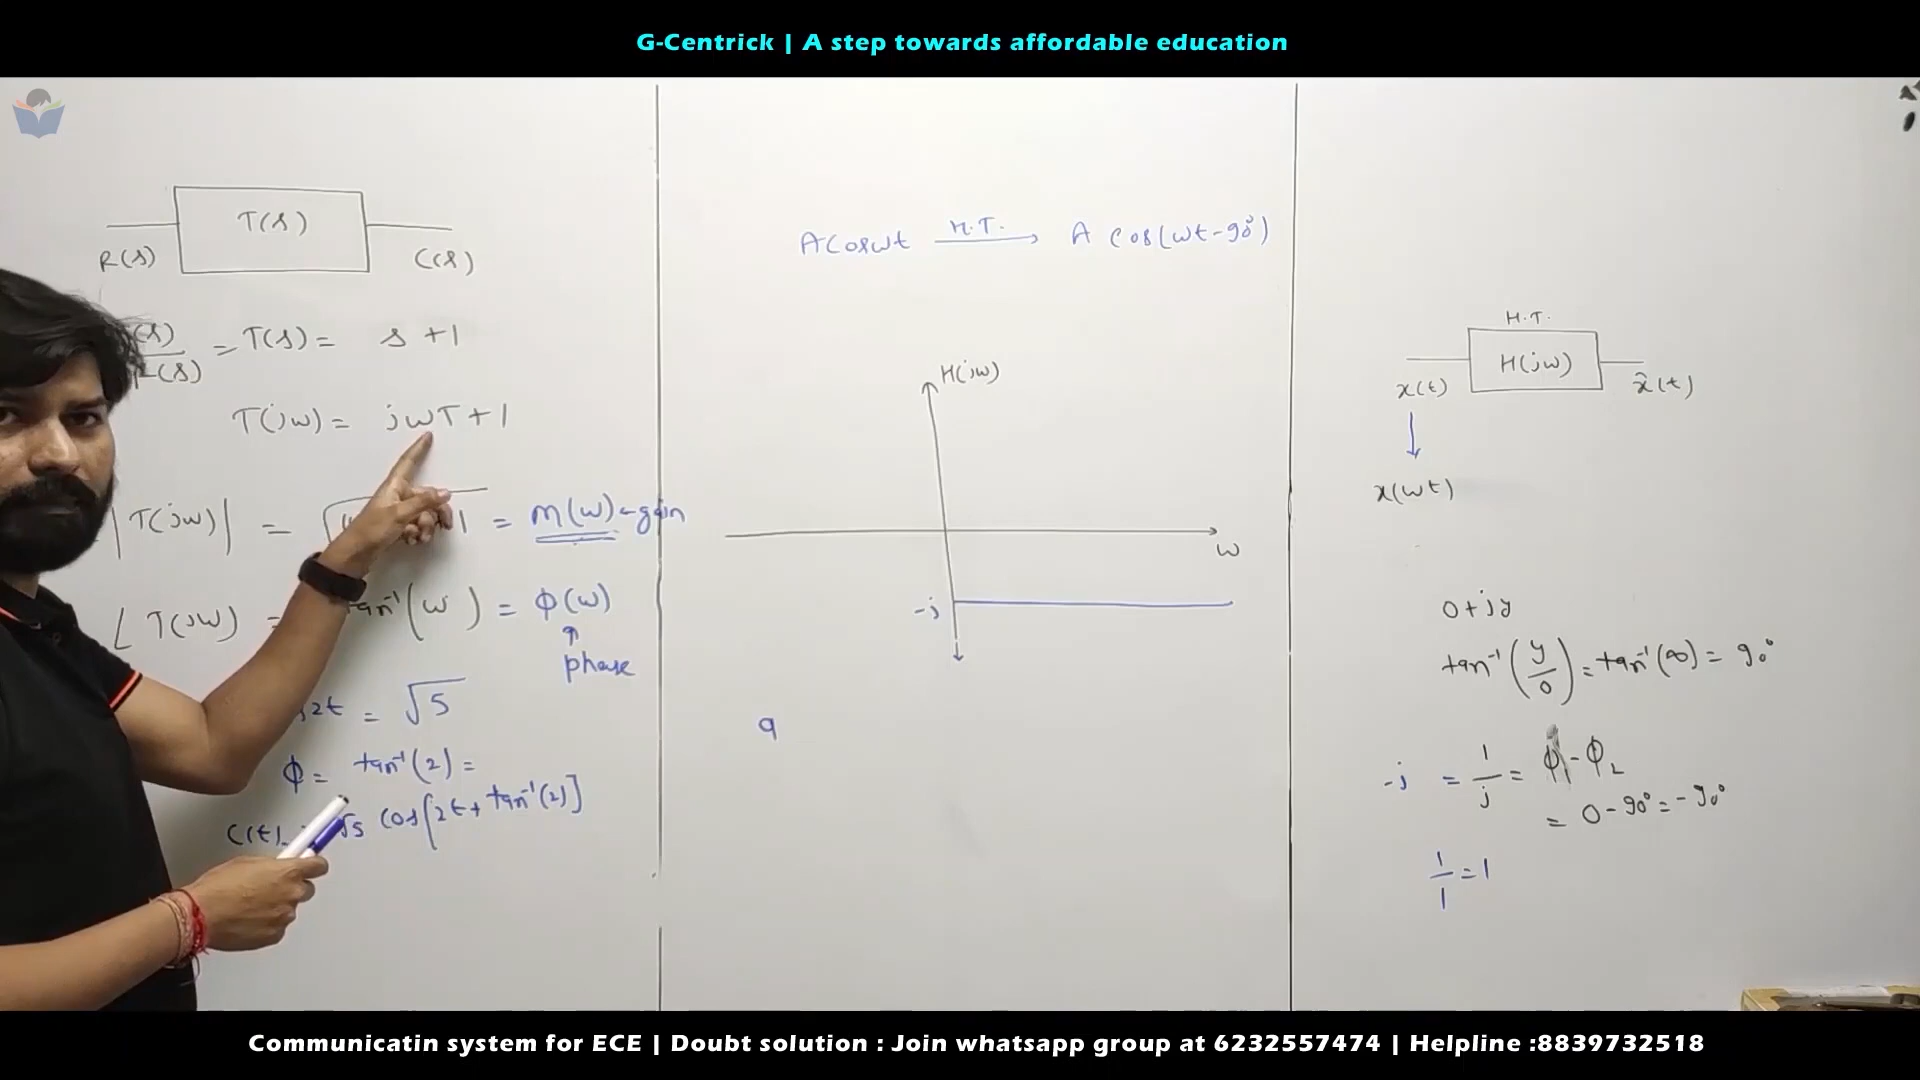 G-Centrick | A step towards affordable education
T(s)
R(s)
C(s)
= T(s) = s + 1
T(jω) = jωT + 1
|T(jω)| = = m(ω) ← gain
∠T(jω) = tan⁻¹(ω) = φ(ω)
↑
phase
2t = √5
φ = tan⁻¹(2) =
C(t) = √5 cos[2t + tan⁻¹(2)]
A cosωt H.T. → A cos(ωt-90°)
H(jω)
ω
-j
9
H.T.
H(jω)
x(t)
x̂(t)
x(ωt)
0 + jy
tan⁻¹(y/0) = tan⁻¹(∞) = 90°
-j = 1/j = φ₁ - φ₂
= 0 - 90° = -90°
1/1 = 1
Communicatin system for ECE | Doubt solution : Join whatsapp group at 6232557474 | Helpline :8839732518